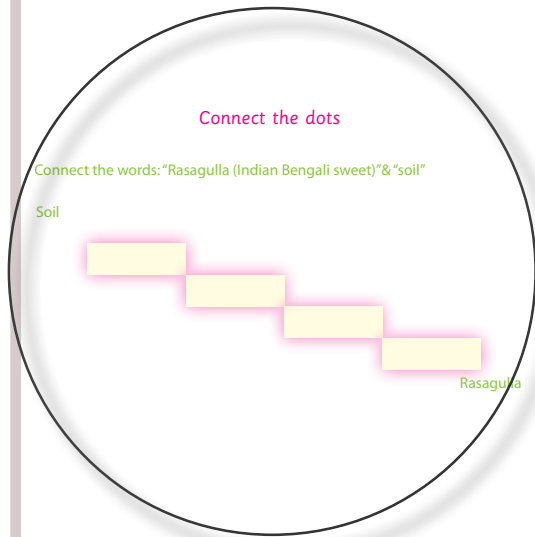 Connect the dots
Connect the words: “Rasagulla (Indian Bengali sweet)” & “soil”
Soil
Rasagulla